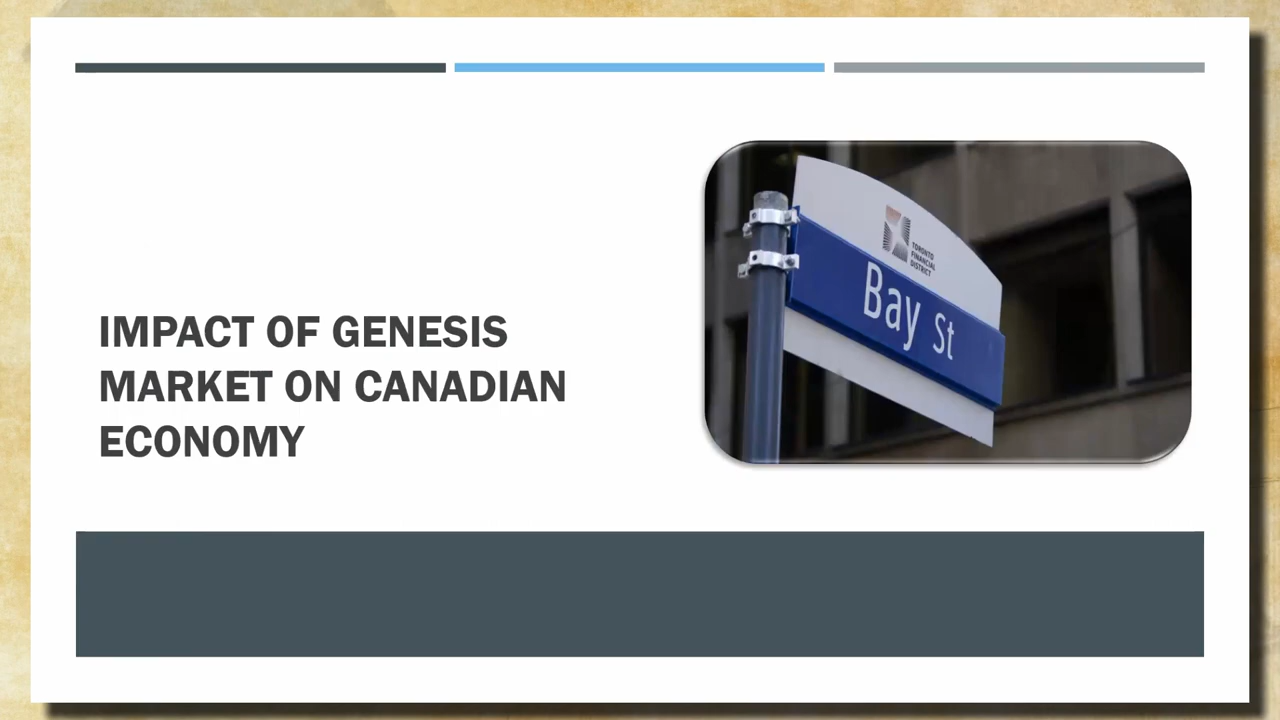 IMPACT OF GENESIS
MARKET ON CANADIAN
ECONOMY
TORONTO
FINANCIAL
DISTRICT
Bay St